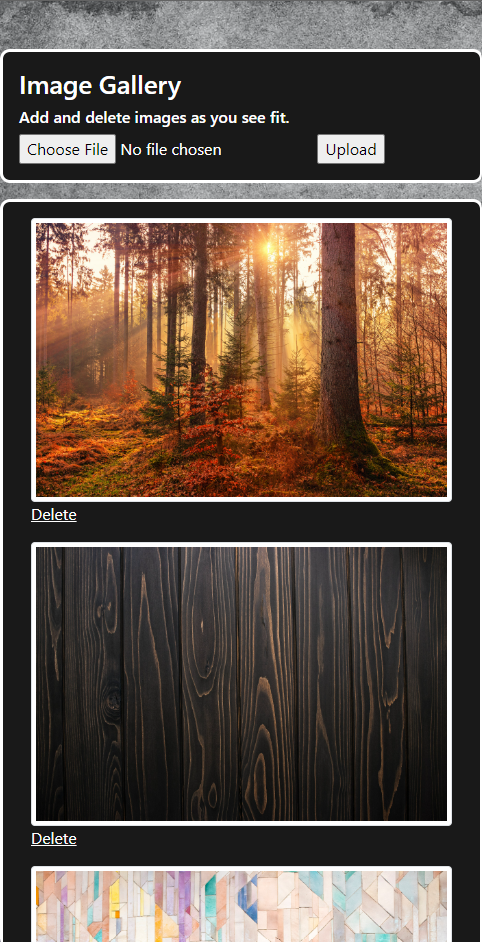 Image Gallery
Add and delete images as you see fit.
Choose File No file chosen Upload
Delete
Delete